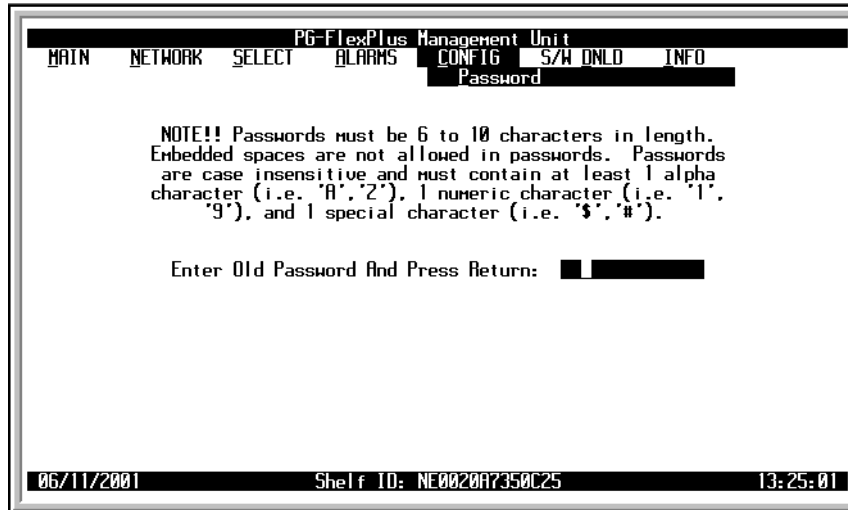 PG-FlexPlus Management Unit
MAIN NETWORK SELECT ALARMS CONFIG S/W DNLD INFO
Password
NOTE!! Passwords must be 6 to 10 characters in length.
Embedded spaces are not allowed in passwords. Passwords
are case insensitive and must contain at least 1 alpha
character (i.e. 'A','Z'), 1 numeric character (i.e. '1',
'9'), and 1 special character (i.e. '$','#').
Enter Old Password And Press Return:
06/11/2001 Shelf ID: NE0020A7350C25 13:25:01